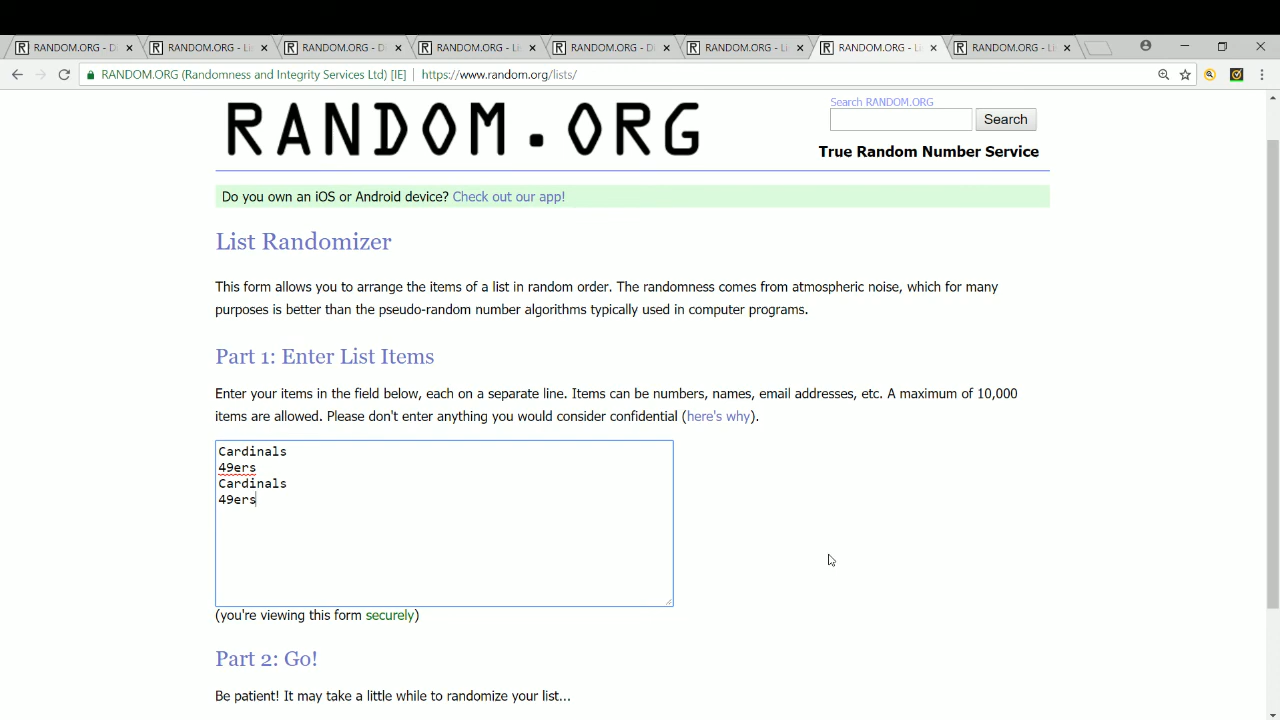 RANDOM.ORG - D
RANDOM.ORG - Li
RANDOM.ORG - D
RANDOM.ORG - Li
RANDOM.ORG - D
RANDOM.ORG - Li
RANDOM.ORG - Li
RANDOM.ORG - Li
RANDOM.ORG (Randomness and Integrity Services Ltd) [IE] https://www.random.org/lists/
RANDOM.ORG
Search RANDOM.ORG
Search
True Random Number Service
Do you own an iOS or Android device? Check out our app!
List Randomizer
This form allows you to arrange the items of a list in random order. The randomness comes from atmospheric noise, which for many
purposes is better than the pseudo-random number algorithms typically used in computer programs.
Part 1: Enter List Items
Enter your items in the field below, each on a separate line. Items can be numbers, names, email addresses, etc. A maximum of 10,000
items are allowed. Please don't enter anything you would consider confidential (here's why).
Cardinals
49ers
Cardinals
49ers
(you're viewing this form securely)
Part 2: Go!
Be patient! It may take a little while to randomize your list...